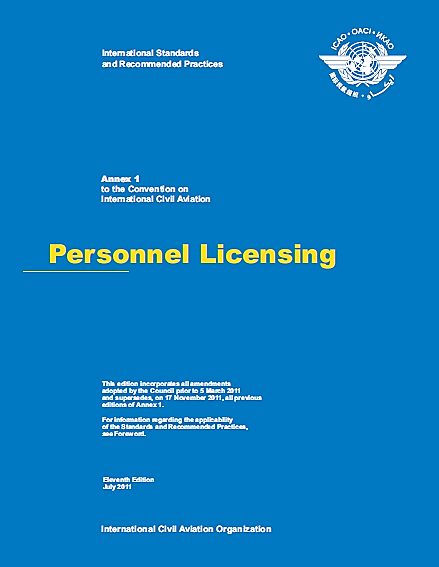 International Standards
and Recommended Practices
ICAO • OACI • ИКАО
Annex 1
to the Convention on
International Civil Aviation
Personnel Licensing
This edition incorporates all amendments
adopted by the Council prior to 5 March 2011
and supersedes, on 17 November 2011, all previous
editions of Annex 1.
For information regarding the applicability
of the Standards and Recommended Practices,
see Foreword.
Eleventh Edition
July 2011
International Civil Aviation Organization